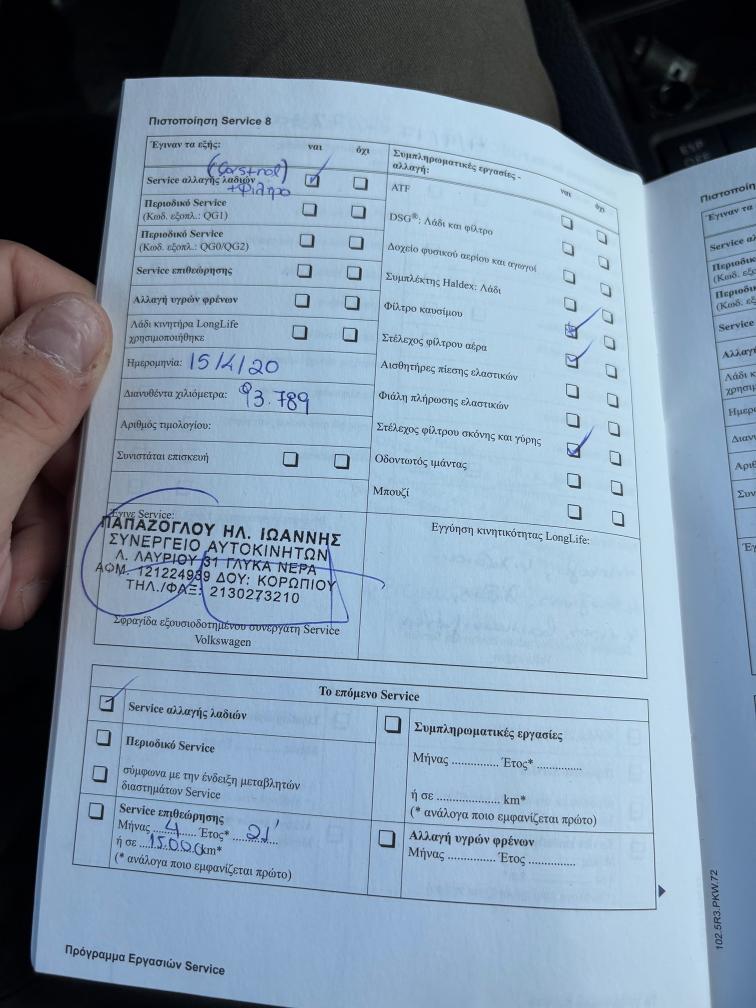 Πιστοποίηση Service 8
Έγιναν τα εξής: ναι όχι
(Castrol)
Service αλλαγής λαδιών
+Φίλτρο
Περιοδικό Service
(Κωδ. εξοπλ.: QG1)
Περιοδικό Service
(Κωδ. εξοπλ.: QG0/QG2)
Service επιθεώρησης
Αλλαγή υγρών φρένων
Λάδι κινητήρα LongLife
χρησιμοποιήθηκε
Ημερομηνία: 15/4/20
Διανυθέντα χιλιόμετρα: 93.789
Αριθμός τιμολογίου:
Συνιστάται επισκευή
Συμπληρωματικές εργασίες -
αλλαγή: ναι όχι
ATF
DSG®: Λάδι και φίλτρο
Δοχείο φυσικού αερίου και αγωγοί
Συμπλέκτης Haldex: Λάδι
Φίλτρο καυσίμου
Στέλεχος φίλτρου αέρα
Αισθητήρες πίεσης ελαστικών
Φιάλη πλήρωσης ελαστικών
Στέλεχος φίλτρου σκόνης και γύρης
Οδοντωτός ιμάντας
Μπουζί
Έγινε Service:
ΠΑΠΑΖΟΓΛΟΥ ΗΛ. ΙΩΑΝΝΗΣ
ΣΥΝΕΡΓΕΙΟ ΑΥΤΟΚΙΝΗΤΩΝ
Λ. ΛΑΥΡΙΟΥ 31 ΓΛΥΚΑ ΝΕΡΑ
ΑΦΜ. 121224939 ΔΟΥ: ΚΟΡΩΠΙΟΥ
ΤΗΛ./ΦΑΞ: 2130273210
Σφραγίδα εξουσιοδοτημένου συνεργάτη Service
Volkswagen
Εγγύηση κινητικότητας LongLife:
Το επόμενο Service
Service αλλαγής λαδιών
Περιοδικό Service
σύμφωνα με την ένδειξη μεταβλητών
διαστημάτων Service
Service επιθεώρησης
Μήνας 4 Έτος* 21'
ή σε 15.000 km*
(* ανάλογα ποιο εμφανίζεται πρώτο)
Συμπληρωματικές εργασίες
Μήνας .............. Έτος* ..............
ή σε .................... km*
(* ανάλογα ποιο εμφανίζεται πρώτο)
Αλλαγή υγρών φρένων
Μήνας .............. Έτος ..............
Πρόγραμμα Εργασιών Service
102.5R3.PKW.72